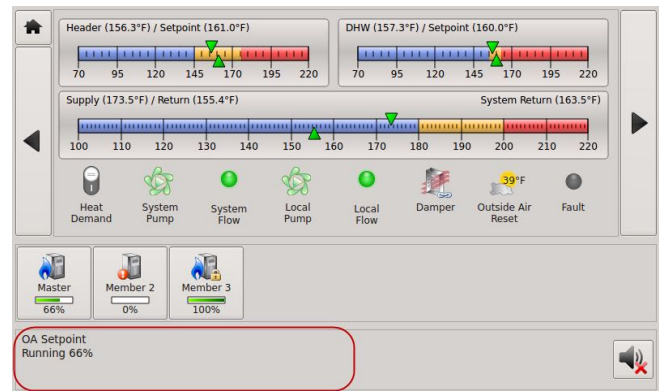 Header (156.3°F) / Setpoint (161.0°F)
70 95 120 145 170 195 220
DHW (157.3°F) / Setpoint (160.0°F)
70 95 120 145 170 195 220
Supply (173.5°F) / Return (155.4°F) System Return (163.5°F)
100 110 120 130 140 150 160 170 180 190 200 210 220
39°F
Heat Demand
System Pump
System Flow
Local Pump
Local Flow
Damper
Outside Air Reset
Fault
Master
66%
Member 2
0%
Member 3
100%
OA Setpoint
Running 66%